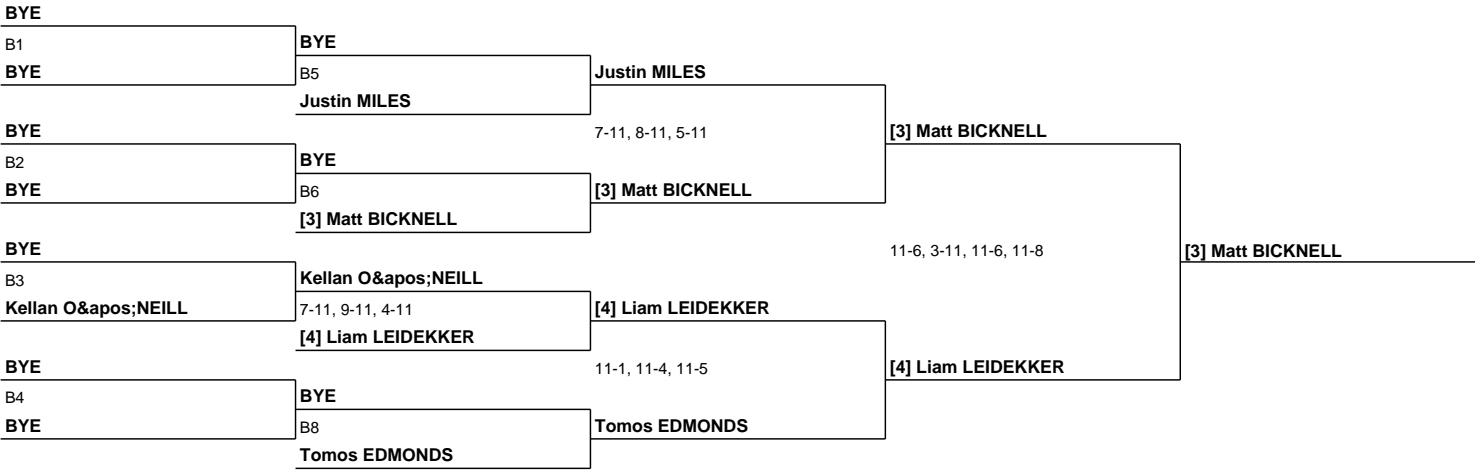 BYE
B1
BYE
BYE
B5
Justin MILES
Justin MILES
7-11, 8-11, 5-11
BYE
B2
BYE
BYE
B6
[3] Matt BICKNELL
[3] Matt BICKNELL
[3] Matt BICKNELL
11-6, 3-11, 11-6, 11-8
[3] Matt BICKNELL
BYE
B3
Kellan O&apos;NEILL
Kellan O&apos;NEILL
7-11, 9-11, 4-11
[4] Liam LEIDEKKER
[4] Liam LEIDEKKER
11-1, 11-4, 11-5
[4] Liam LEIDEKKER
BYE
B4
BYE
BYE
B8
Tomos EDMONDS
Tomos EDMONDS